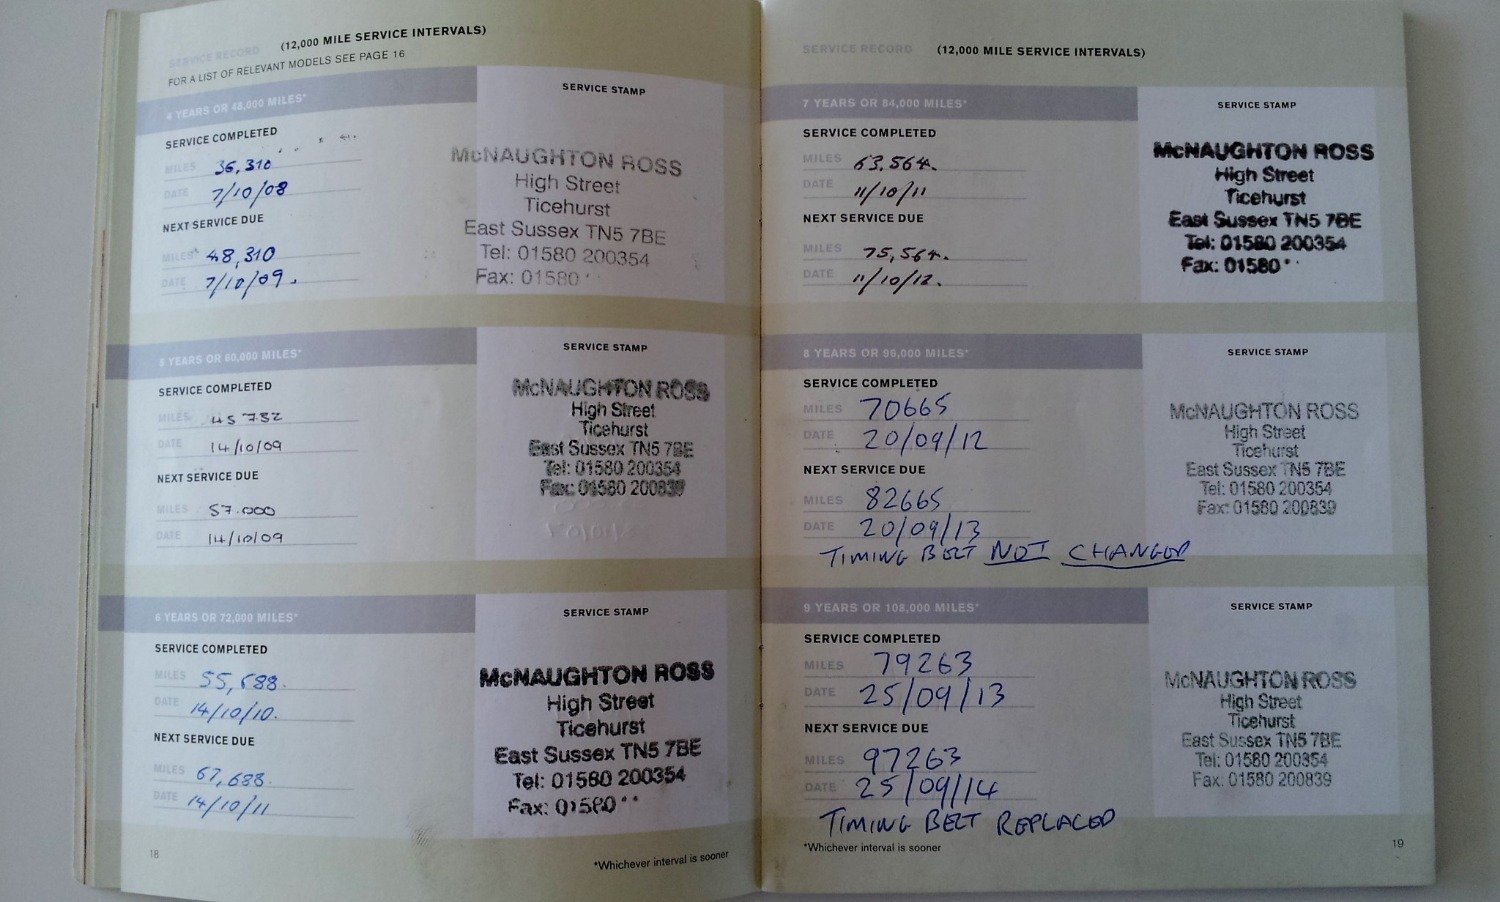 SERVICE RECORD (12,000 MILE SERVICE INTERVALS)
FOR A LIST OF RELEVANT MODELS SEE PAGE 16
4 YEARS OR 48,000 MILES*
SERVICE STAMP
SERVICE COMPLETED
MILES 36,310
DATE 7/10/08
NEXT SERVICE DUE
MILES 48,310
DATE 7/10/09.
McNAUGHTON ROSS
High Street
Ticehurst
East Sussex TN5 7BE
Tel: 01580 200354
Fax: 01580
5 YEARS OR 60,000 MILES*
SERVICE STAMP
SERVICE COMPLETED
MILES 45732
DATE 14/10/09
NEXT SERVICE DUE
MILES 57.000
DATE 14/10/09
McNAUGHTON ROSS
High Street
Ticehurst
East Sussex TN5 7BE
Tel: 01580 200354
Fax: 01580 200839
6 YEARS OR 72,000 MILES*
SERVICE STAMP
SERVICE COMPLETED
MILES 55,688.
DATE 14/10/10.
NEXT SERVICE DUE
MILES 67,688.
DATE 14/10/11
McNAUGHTON ROSS
High Street
Ticehurst
East Sussex TN5 7BE
Tel: 01580 200354
Fax: 01580
18
*Whichever interval is sooner
SERVICE RECORD (12,000 MILE SERVICE INTERVALS)
7 YEARS OR 84,000 MILES*
SERVICE STAMP
SERVICE COMPLETED
MILES 63,564.
DATE 11/10/11
NEXT SERVICE DUE
MILES 75,564.
DATE 11/10/12.
McNAUGHTON ROSS
High Street
Ticehurst
East Sussex TN5 7BE
Tel: 01580 200354
Fax: 01580
8 YEARS OR 96,000 MILES*
SERVICE STAMP
SERVICE COMPLETED
MILES 70665
DATE 20/09/12
NEXT SERVICE DUE
MILES 82665
DATE 20/09/13
TIMING BELT NOT CHANGED
McNAUGHTON ROSS
High Street
Ticehurst
East Sussex TN5 7BE
Tel: 01580 200354
Fax: 01580 200839
9 YEARS OR 108,000 MILES*
SERVICE STAMP
SERVICE COMPLETED
MILES 79263
DATE 25/09/13
NEXT SERVICE DUE
MILES 97263
DATE 25/09/14
TIMING BELT REPLACED
McNAUGHTON ROSS
High Street
Ticehurst
East Sussex TN5 7BE
Tel: 01580 200354
Fax: 01580 200839
*Whichever interval is sooner
19